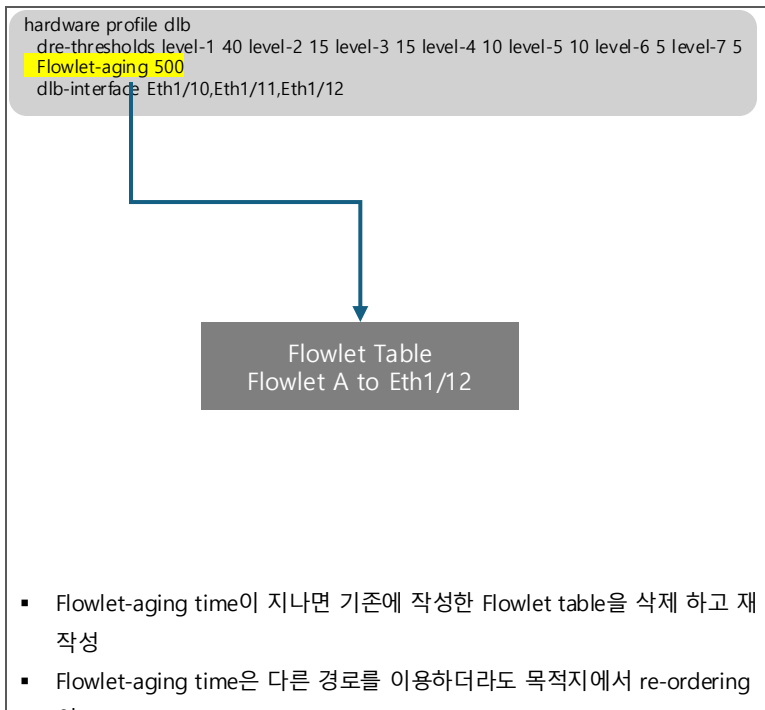 hardware profile dlb
dre-thresholds level-1 40 level-2 15 level-3 15 level-4 10 level-5 10 level-6 5 level-7 5
Flowlet-aging 500
dlb-interface Eth1/10,Eth1/11,Eth1/12
Flowlet Table
Flowlet A to Eth1/12
▪ Flowlet-aging time이 지나면 기존에 작성한 Flowlet table을 삭제 하고 재
작성
▪ Flowlet-aging time은 다른 경로를 이용하더라도 목적지에서 re-ordering